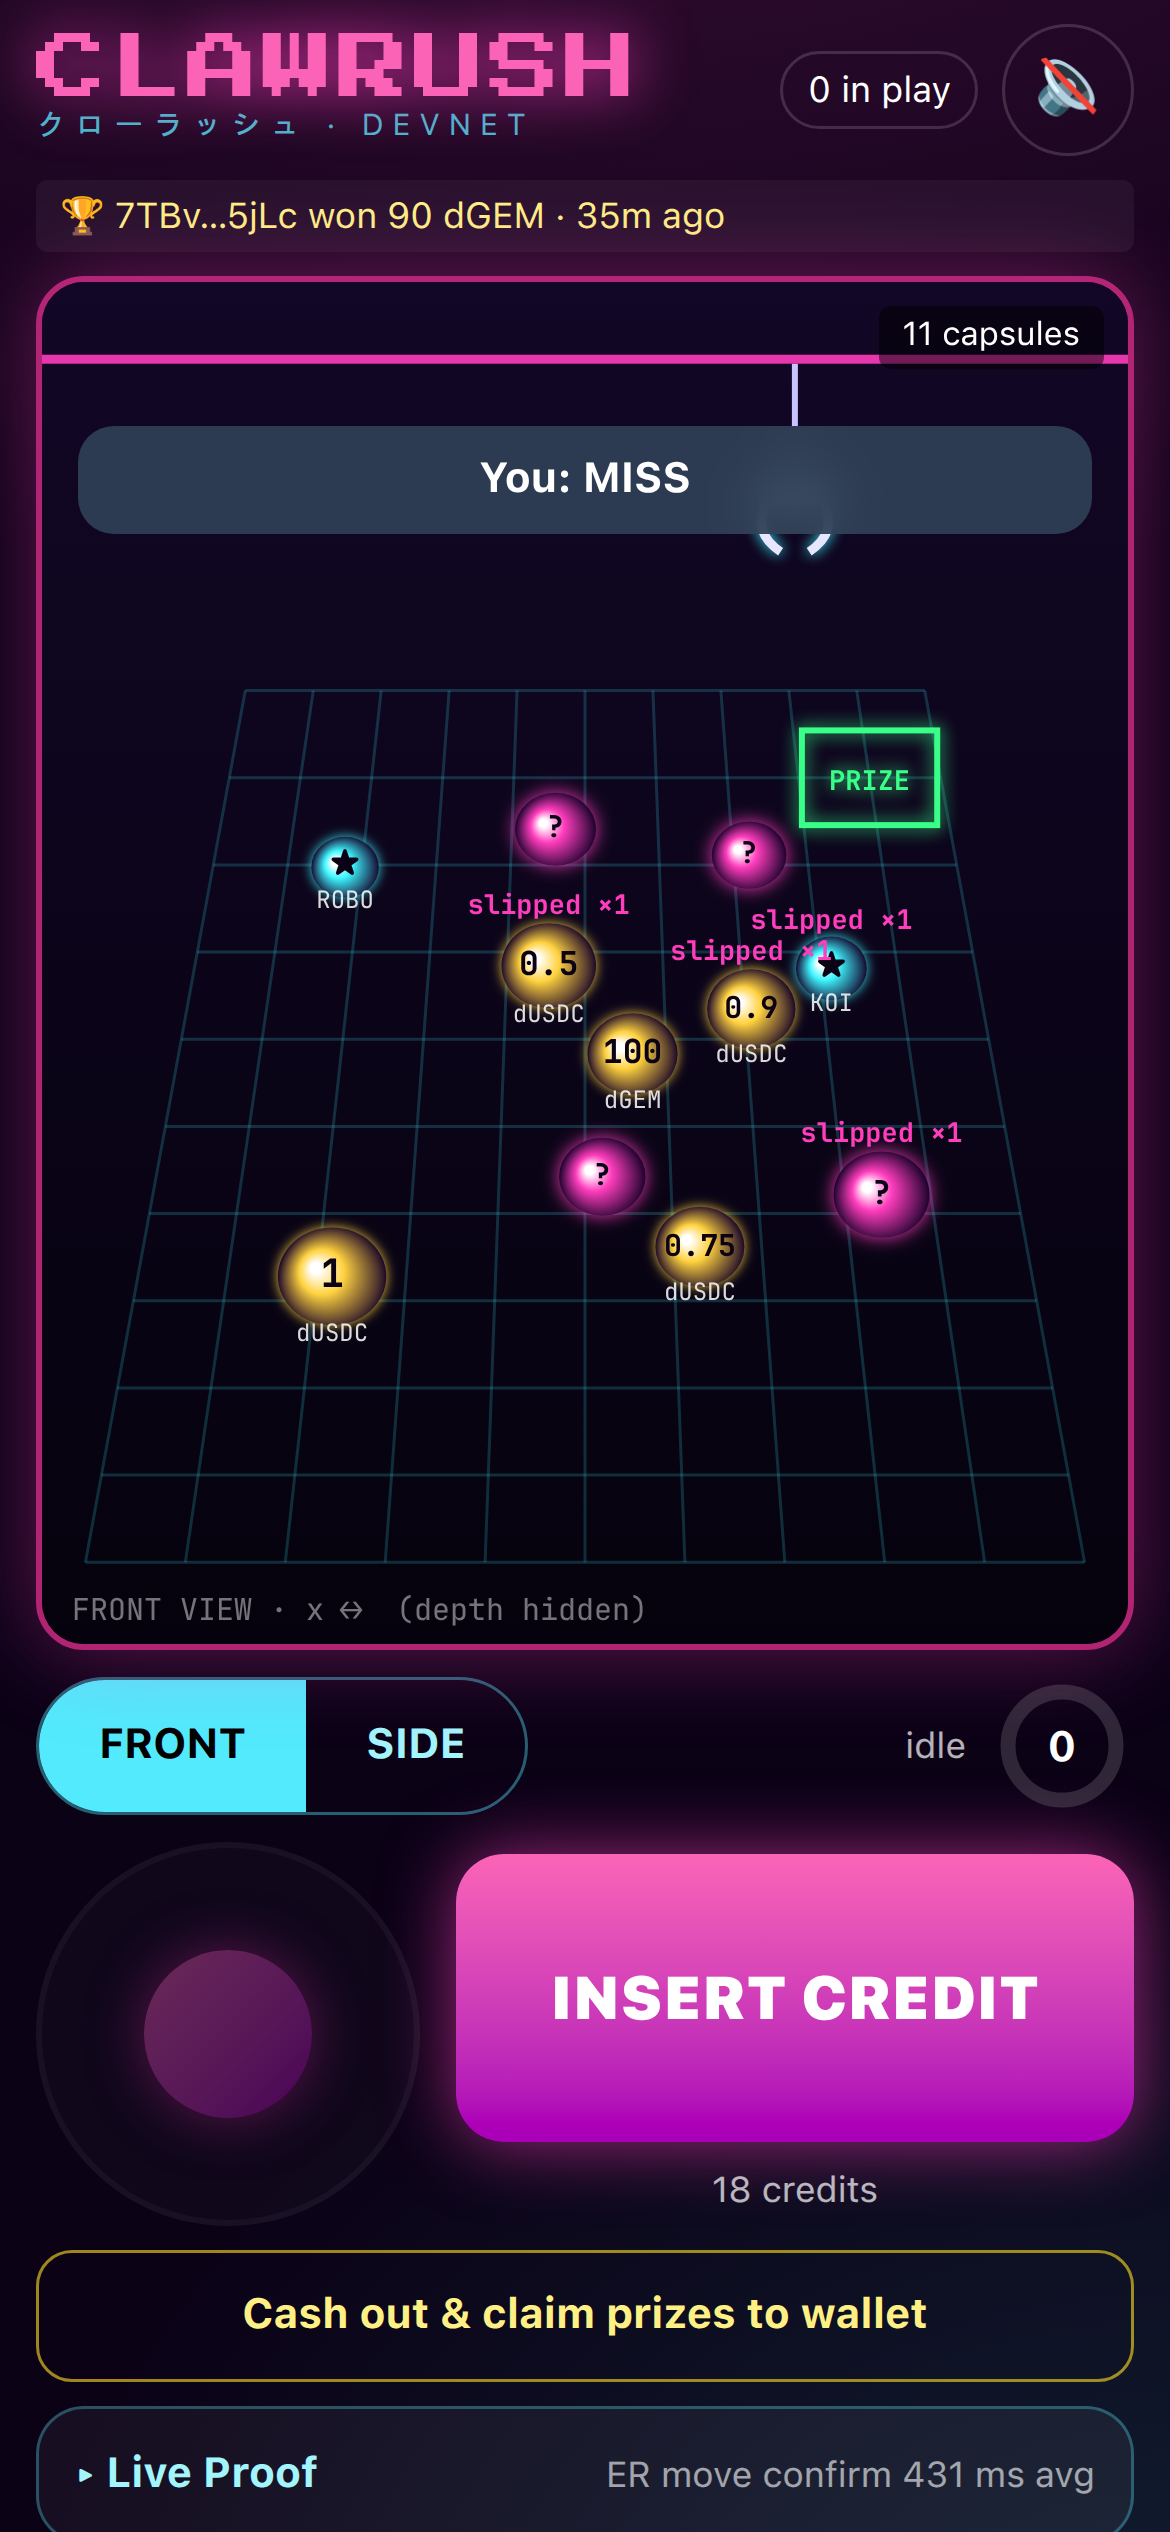 CLAWRUSH
クローラッシュ · DEVNET
0 in play
🏆 7TBv...5jLc won 90 dGEM · 35m ago
11 capsules
You: MISS
PRIZE
?
?
★
ROBO
slipped ×1
slipped ×1
slipped ×1
0.5
dUSDC
★
KOI
0.9
dUSDC
100
dGEM
slipped ×1
?
?
0.75
dUSDC
1
dUSDC
FRONT VIEW · x ↔ (depth hidden)
FRONT
SIDE
idle
0
INSERT CREDIT
18 credits
Cash out & claim prizes to wallet
▸ Live Proof
ER move confirm 431 ms avg